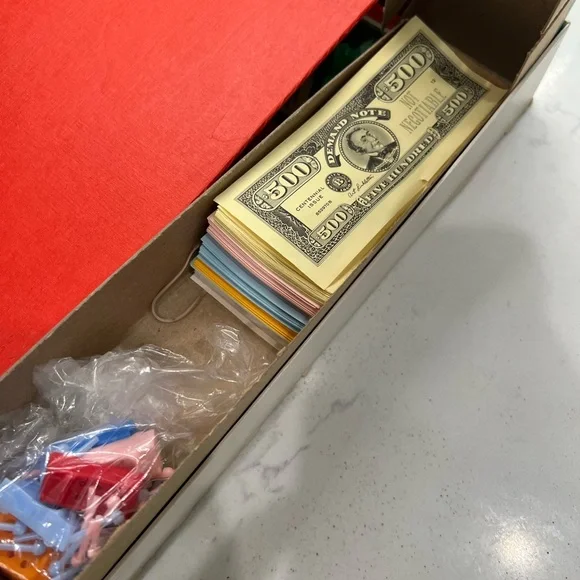 500
500
DEMAND NOTE
NOT
NEGOTIABLE
CENTENNIAL
ISSUE
500
FIVE HUNDRED
500